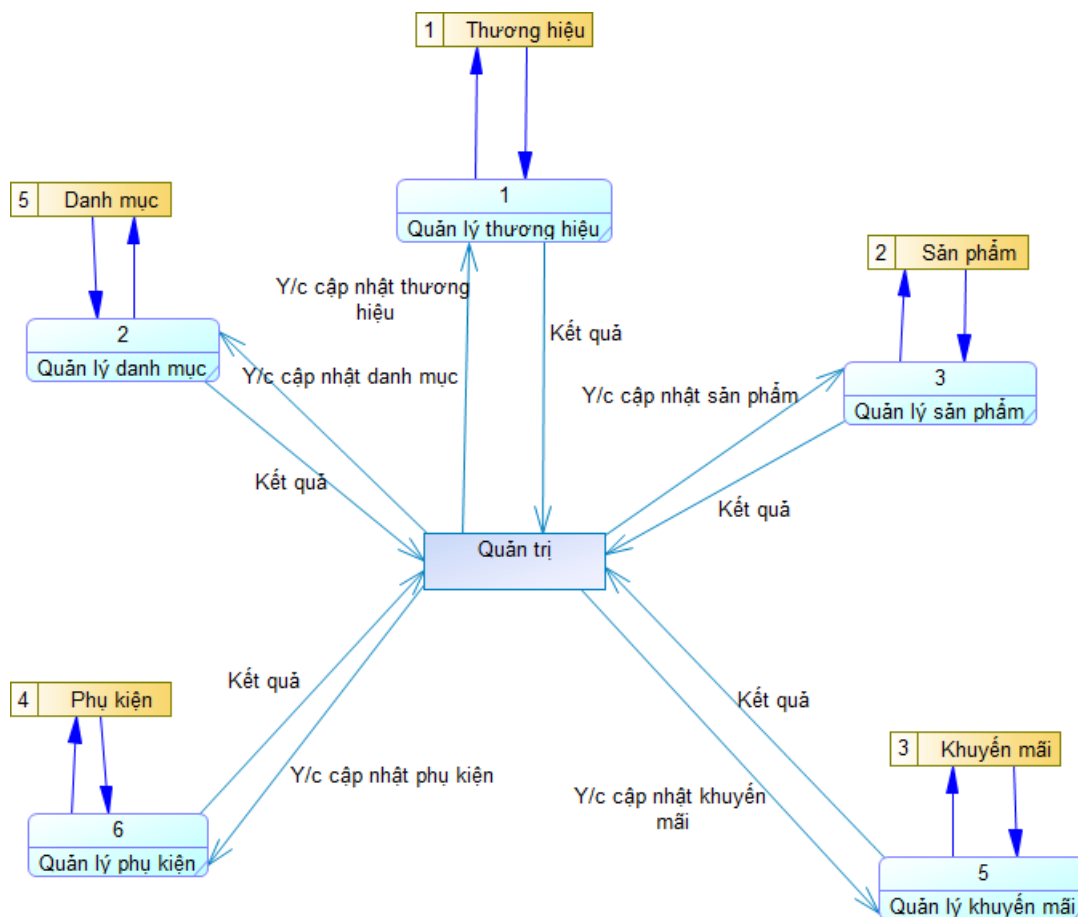 1 Thương hiệu
1
Quản lý thương hiệu
5 Danh mục
2 Sản phẩm
Y/c cập nhật thương
hiệu
Kết quả
2
Quản lý danh mục
Y/c cập nhật danh mục
3
Quản lý sản phẩm
Y/c cập nhật sản phẩm
Kết quả
Kết quả
Quản trị
Kết quả
Kết quả
4 Phụ kiện
3 Khuyến mãi
Y/c cập nhật phụ kiện
Y/c cập nhật khuyến
mãi
6
Quản lý phụ kiện
5
Quản lý khuyến mãi